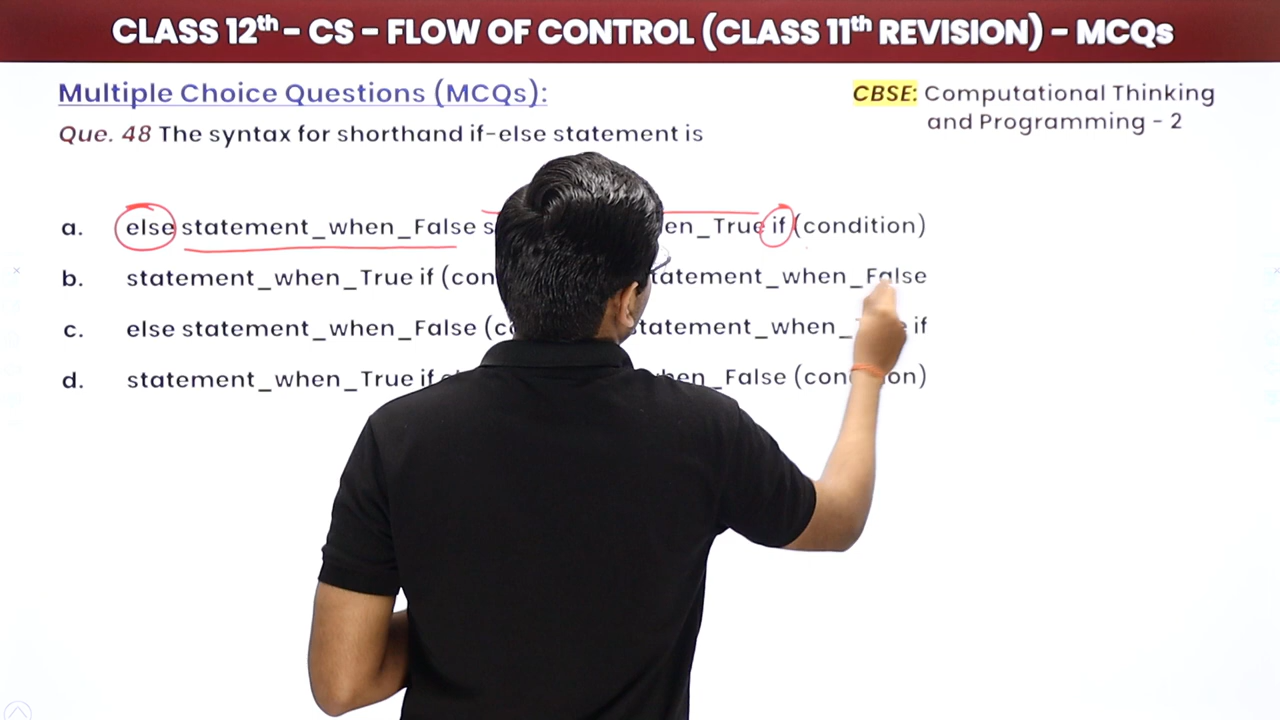 CLASS 12th - CS - FLOW OF CONTROL (CLASS 11th REVISION) - MCQs
Multiple Choice Questions (MCQs):
CBSE: Computational Thinking
and Programming - 2
Que. 48 The syntax for shorthand if-else statement is
a. else statement_when_False en_True if (condition)
b. statement_when_True if (con tatement_when_False
c. else statement_when_False (c tatement_when_ if
d. statement_when_True if hen_False (con on)